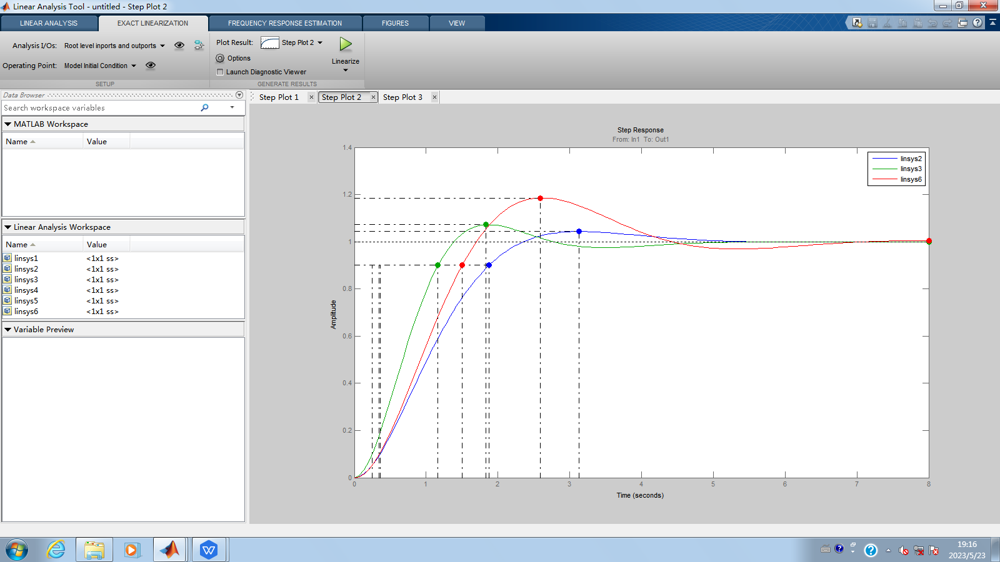 Linear Analysis Tool - untitled - Step Plot 2
LINEAR ANALYSIS
EXACT LINEARIZATION
FREQUENCY RESPONSE ESTIMATION
FIGURES
VIEW
Analysis I/Os:
Root level inports and outports
Operating Point:
Model Initial Condition
SETUP
Plot Result:
Step Plot 2
Options
Launch Diagnostic Viewer
Linearize
GENERATE RESULTS
Data Browser
Search workspace variables
MATLAB Workspace
Name
Value
Linear Analysis Workspace
Name
Value
linsys1 <1x1 ss>
linsys2 <1x1 ss>
linsys3 <1x1 ss>
linsys4 <1x1 ss>
linsys5 <1x1 ss>
linsys6 <1x1 ss>
Variable Preview
Step Plot 1
Step Plot 2
Step Plot 3
Step Response
From: In1 To: Out1
linsys2
linsys3
linsys6
1.4
1.2
1
0.8
0.6
0.4
0.2
0
Amplitude
0 1 2 3 4 5 6 7 8
Time (seconds)
19:16
2023/5/23